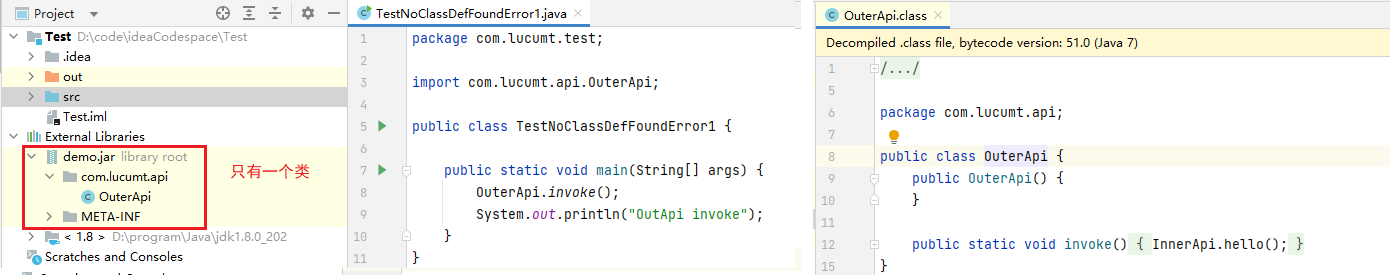 Project
Test D:\code\ideaCodespace\Test
.idea
out
src
Test.iml
External Libraries
demo.jar library root
com.lucumt.api
OuterApi
META-INF
< 1.8 > D:\program\Java\jdk1.8.0_202
Scratches and Consoles
只有一个类
TestNoClassDefFoundError1.java
1 package com.lucumt.test;
2
3 import com.lucumt.api.OuterApi;
4
5 public class TestNoClassDefFoundError1 {
6
7 public static void main(String[] args) {
8 OuterApi.invoke();
9 System.out.println("OutApi invoke");
10 }
11 }
OuterApi.class
Decompiled .class file, bytecode version: 51.0 (Java 7)
1 /.../
5
6 package com.lucumt.api;
7
8 public class OuterApi {
9 public OuterApi() {
10 }
11
12 public static void invoke() { InnerApi.hello(); }
15 }